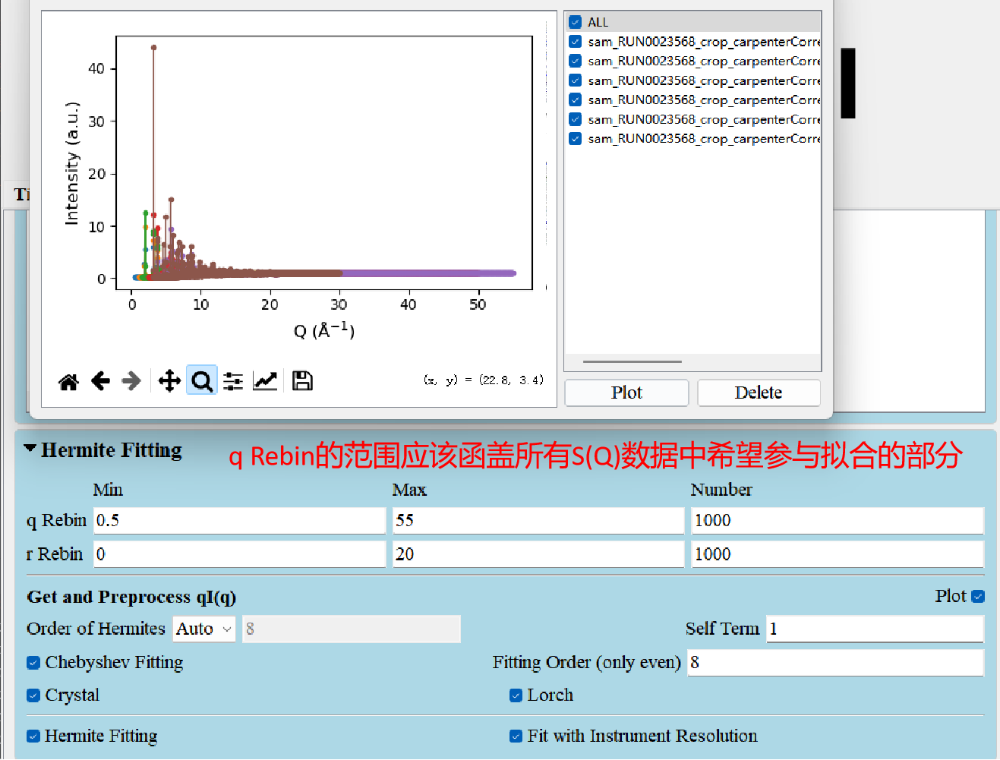 Intensity (a.u.)
40
30
20
10
0
0 10 20 30 40 50
Q (Å⁻¹)
(x, y) = (22.8, 3.4)
ALL
sam_RUN0023568_crop_carpenterCorre
sam_RUN0023568_crop_carpenterCorre
sam_RUN0023568_crop_carpenterCorre
sam_RUN0023568_crop_carpenterCorre
sam_RUN0023568_crop_carpenterCorre
sam_RUN0023568_crop_carpenterCorre
Plot Delete
Ti
Hermite Fitting
q Rebin的范围应该函盖所有S(Q)数据中希望参与拟合的部分
Min Max Number
q Rebin 0.5 55 1000
r Rebin 0 20 1000
Get and Preprocess qI(q) Plot
Order of Hermites Auto 8 Self Term 1
Chebyshev Fitting Fitting Order (only even) 8
Crystal Lorch
Hermite Fitting Fit with Instrument Resolution